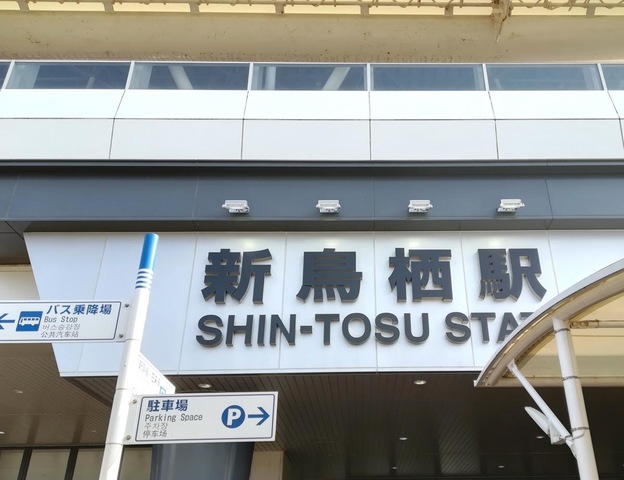 新鳥栖駅
SHIN-TOSU STAT
バス乗降場
Bus Stop
버스승강장
公共汽车站
駐車場
Parking Space
주차장
停车场
P